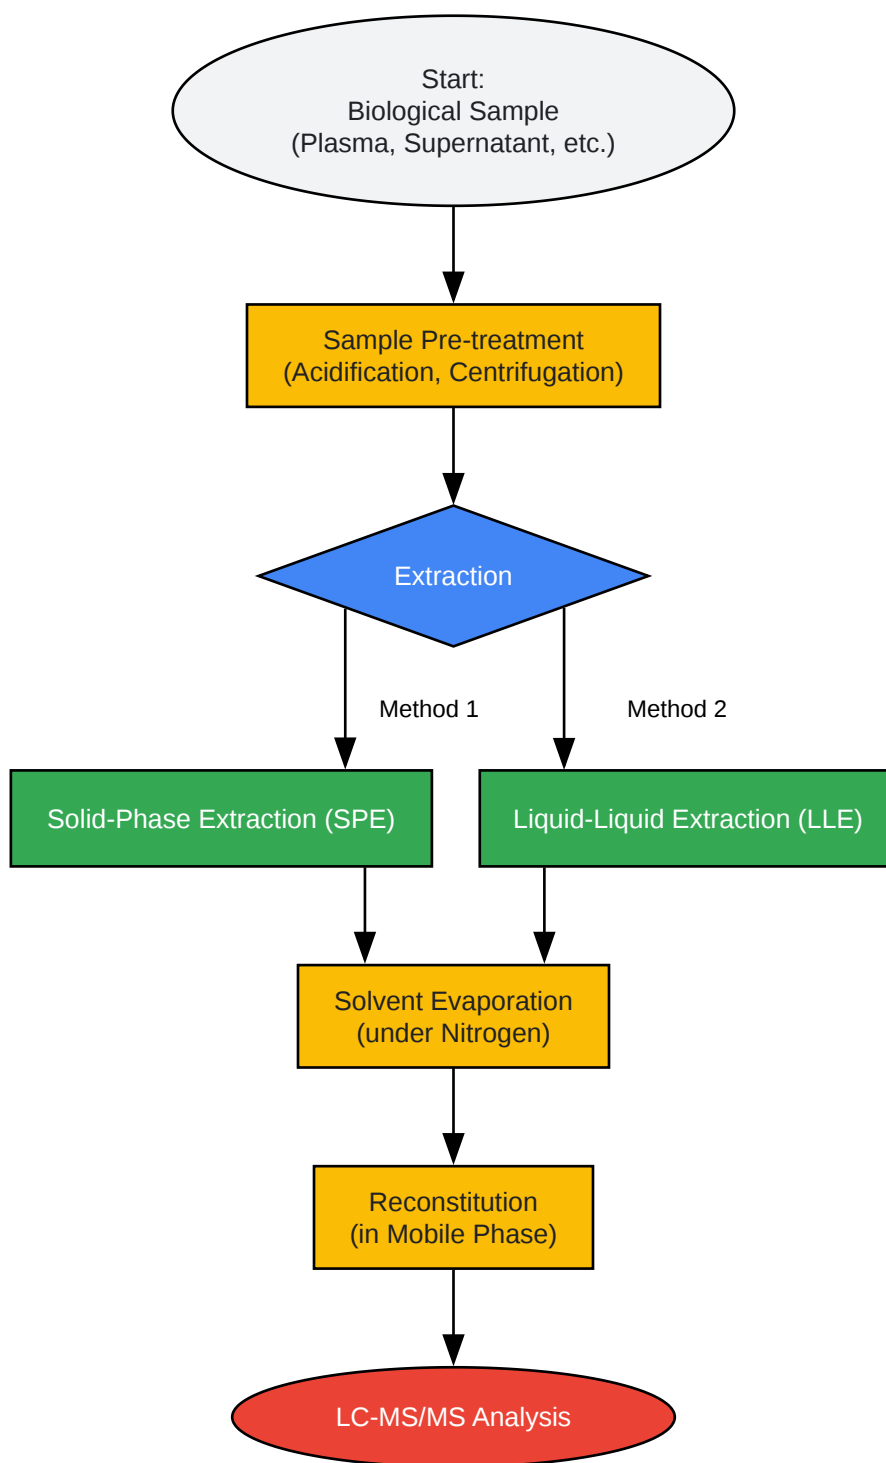 Start:
Biological Sample
(Plasma, Supernatant, etc.)
Sample Pre-treatment
(Acidification, Centrifugation)
Extraction
Method 1
Method 2
Solid-Phase Extraction (SPE)
Liquid-Liquid Extraction (LLE)
Solvent Evaporation
(under Nitrogen)
Reconstitution
(in Mobile Phase)
LC-MS/MS Analysis